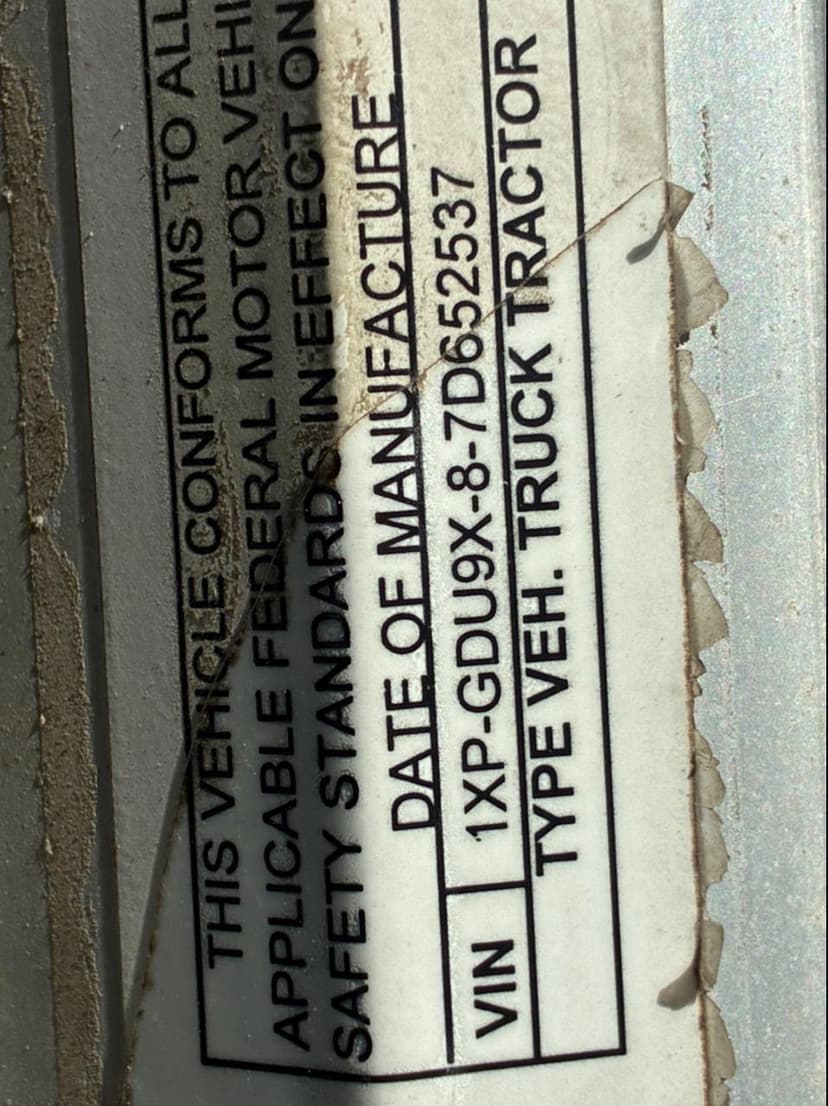 THIS VEHICLE CONFORMS TO ALL
APPLICABLE FEDERAL MOTOR VEHI
SAFETY STANDARDS IN EFFECT ON
DATE OF MANUFACTURE
VIN 1XP-GDU9X-8-7D652537
TYPE VEH. TRUCK TRACTOR